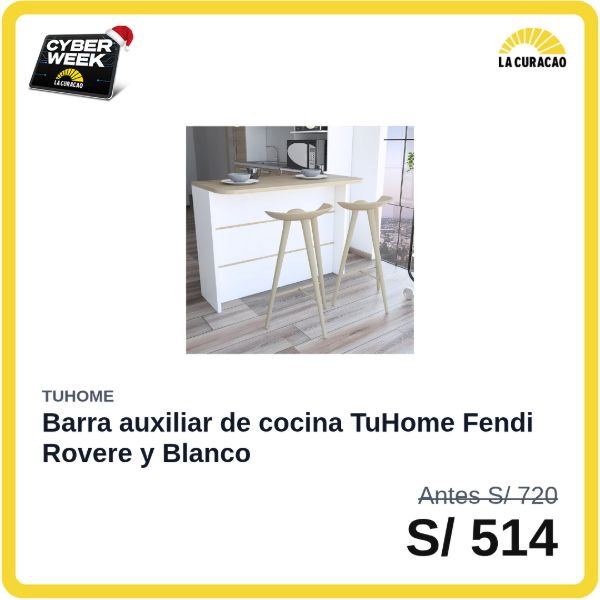 CYBER
WEEK
LA CURACAO
LA CURACAO
TUHOME
Barra auxiliar de cocina TuHome Fendi
Rovere y Blanco
Antes S/ 720
S/ 514